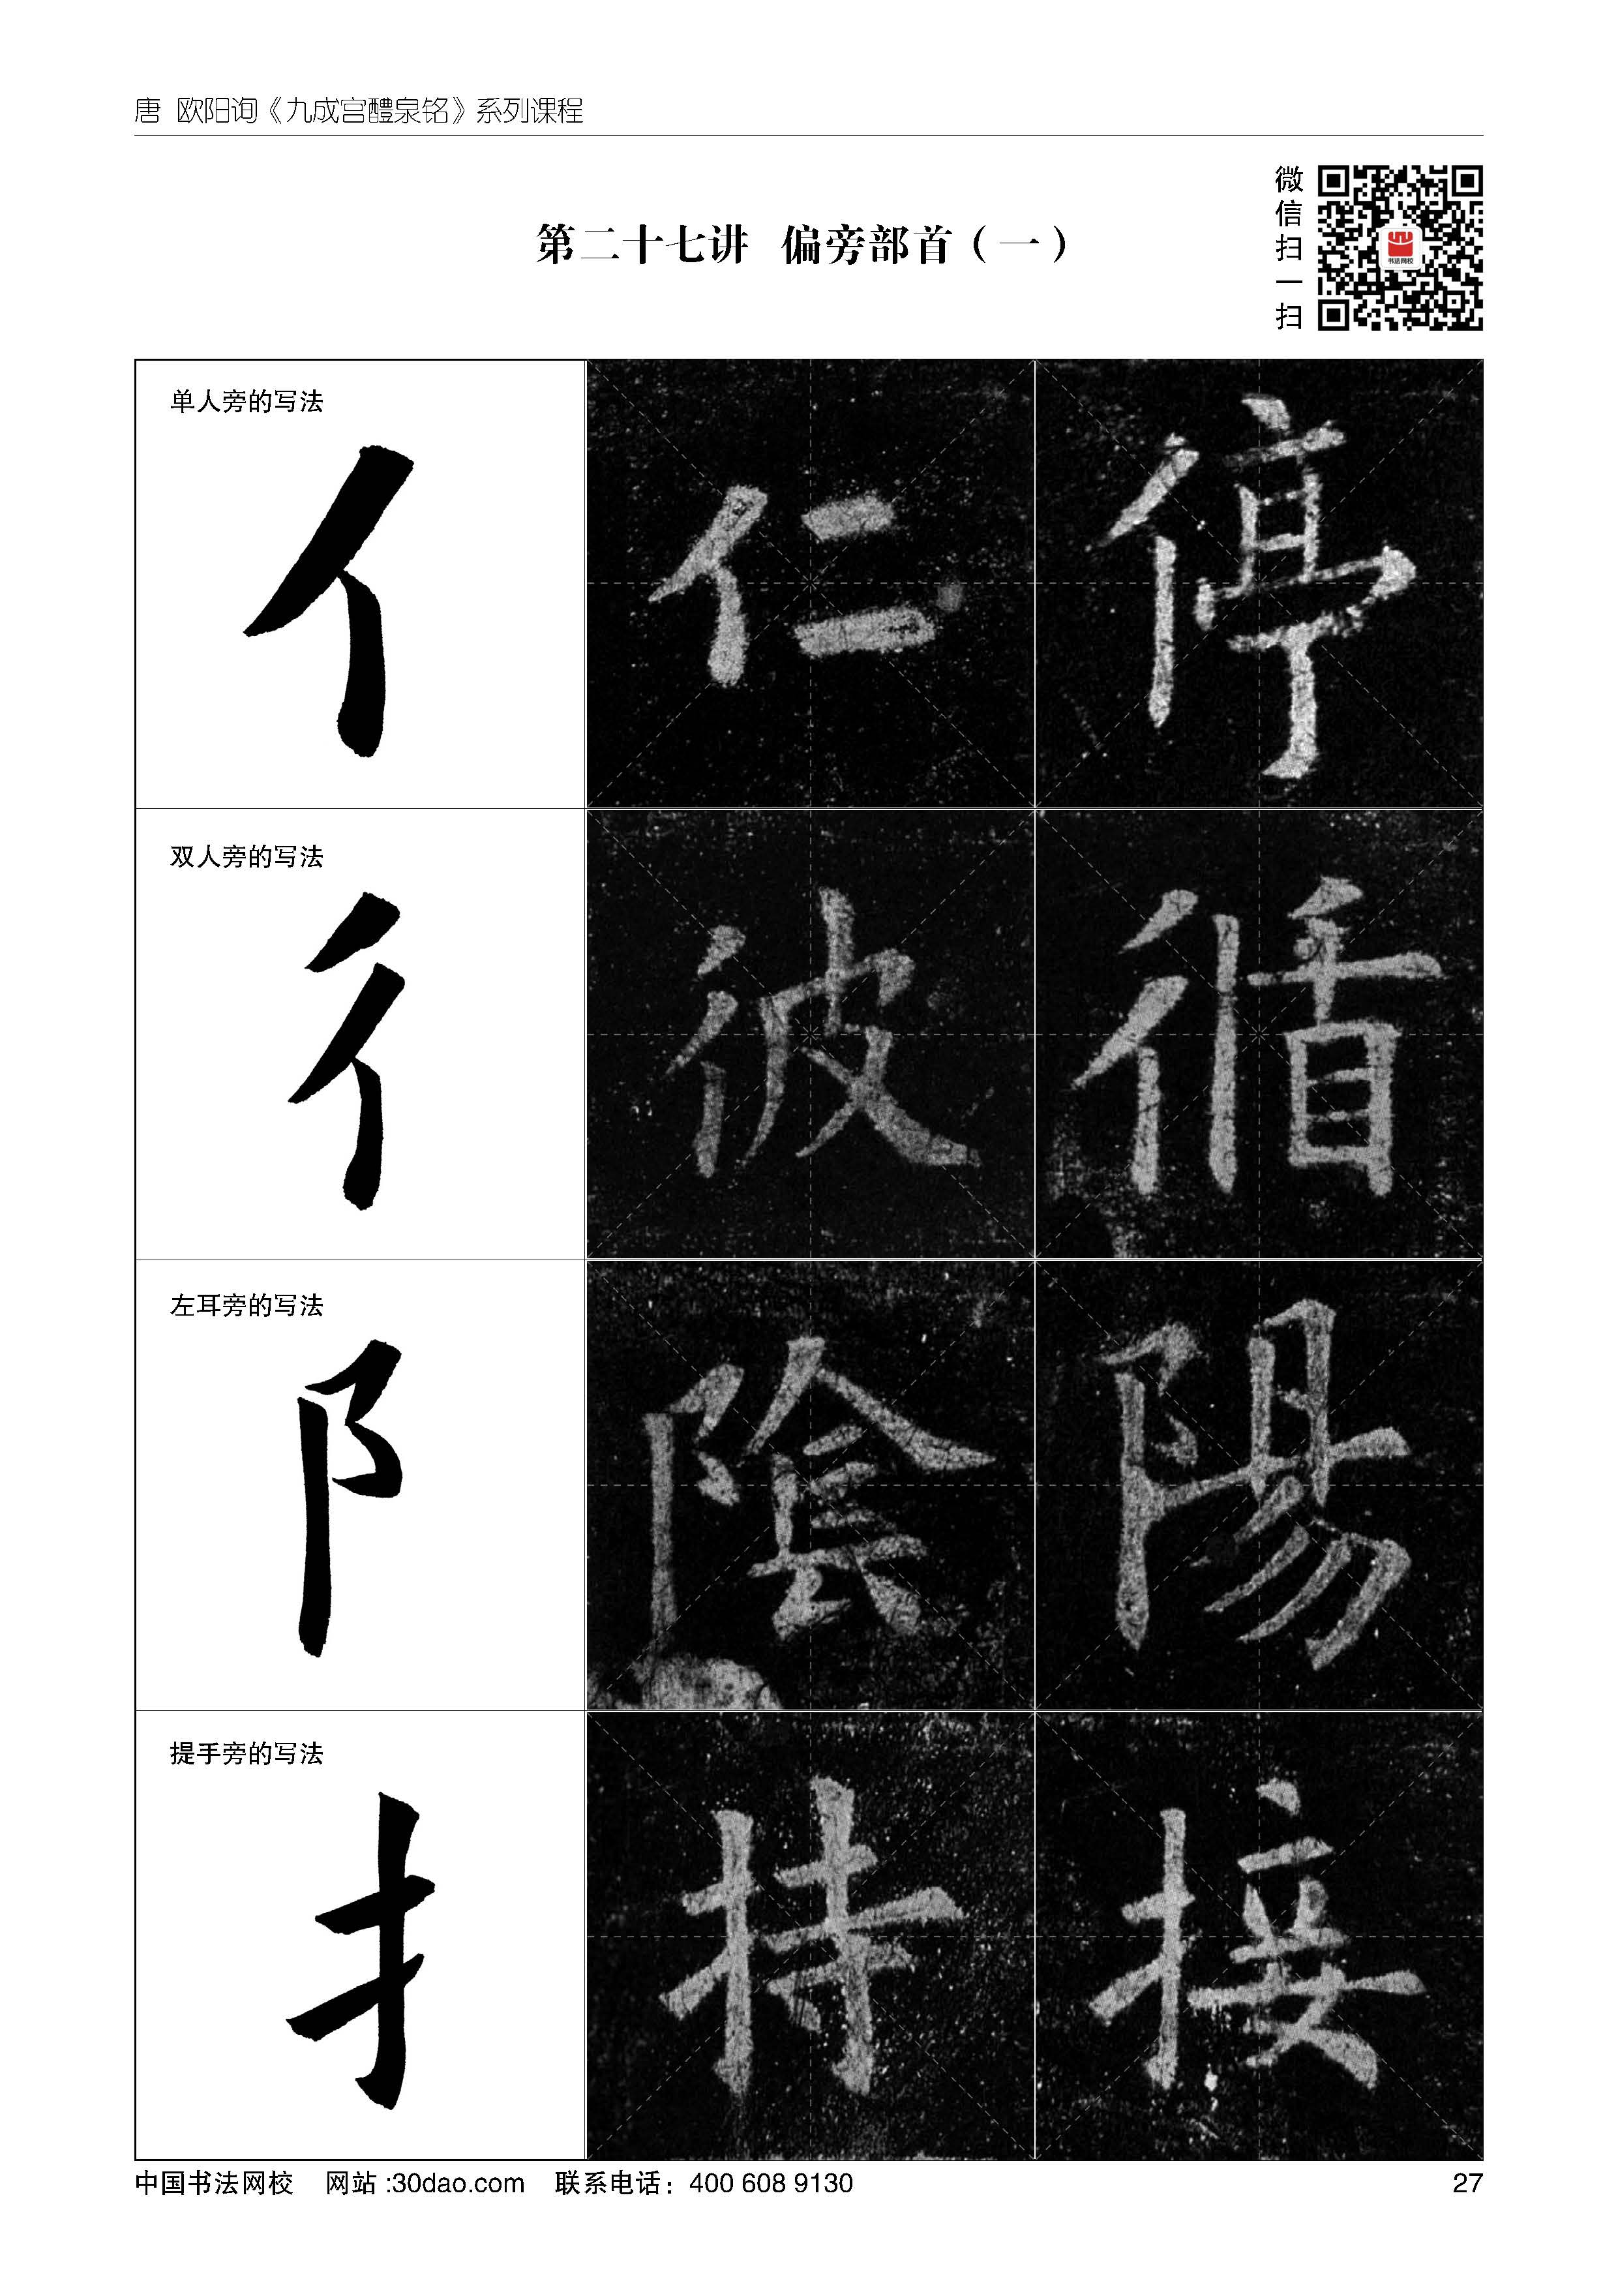 唐 欧阳询《九成宫醴泉铭》系列课程
微信扫一扫
书法网校
第二十七讲 偏旁部首（一）
单人旁的写法
亻 仁 停
双人旁的写法
彳 彼 循
左耳旁的写法
阝 陰 陽
提手旁的写法
扌 持 接
中国书法网校 网站:30dao.com 联系电话：400 608 9130 27